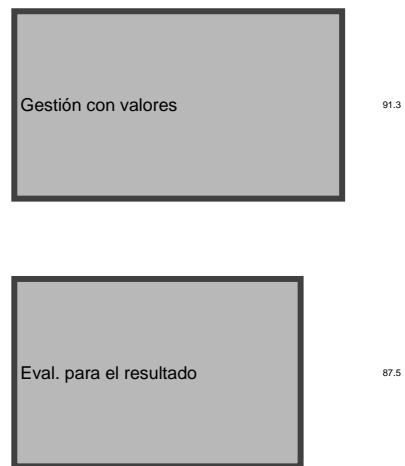 Gestión con valores
91.3
Eval. para el resultado
87.5